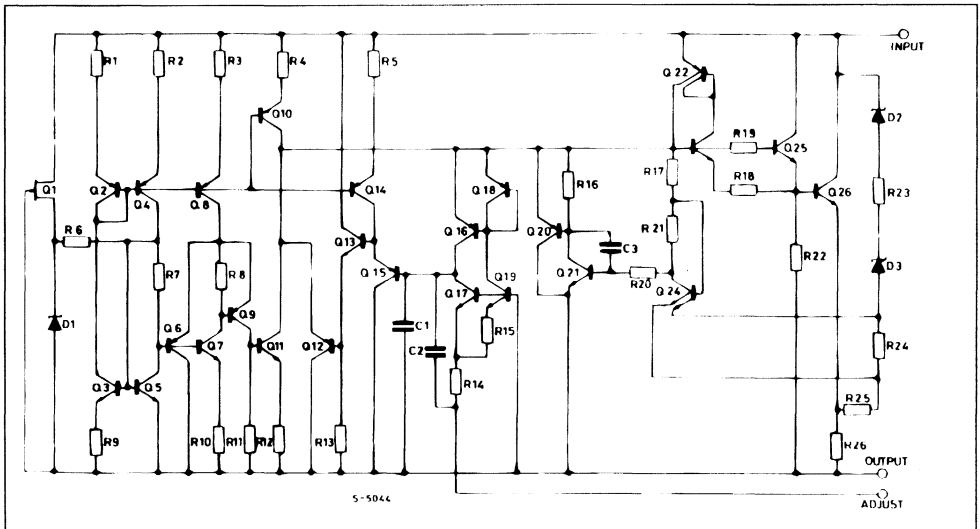 INPUT
R1
R2
R3
R4
R5
Q22
D2
Q10
R19
Q25
R17
R18
Q1
Q2
Q4
Q8
Q14
Q18
R16
Q26
R23
R6
Q13
Q16
Q20
C3
R21
R22
R7
R8
Q15
Q19
Q21
R20
D3
Q17
Q24
D1
Q6
Q9
C1
R15
Q7
Q11
Q12
C2
R24
Q3
Q5
R14
R25
R9
R10
R11
R12
R13
R26
OUTPUT
S-5044
ADJUST